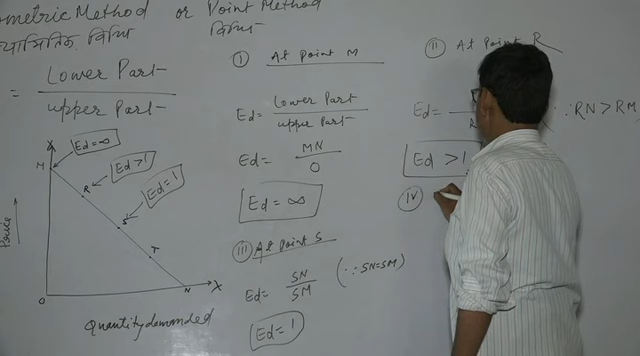 ometric Method or Point Method
विधि विधि
= Lower Part
upper Part
Y
M
Ed=∞
R
Ed>1
Ed=1
S
T
N
X
O
Price
Quantity demanded
(I) At Point M
Ed= Lower Part
upper Part
Ed= MN
O
Ed=∞
(II) At Point R
Ed=
R
∵ RN>RM
Ed >1
(III) At Point S
Ed= SN
SM
(∵ SN=SM)
Ed=1
(IV)